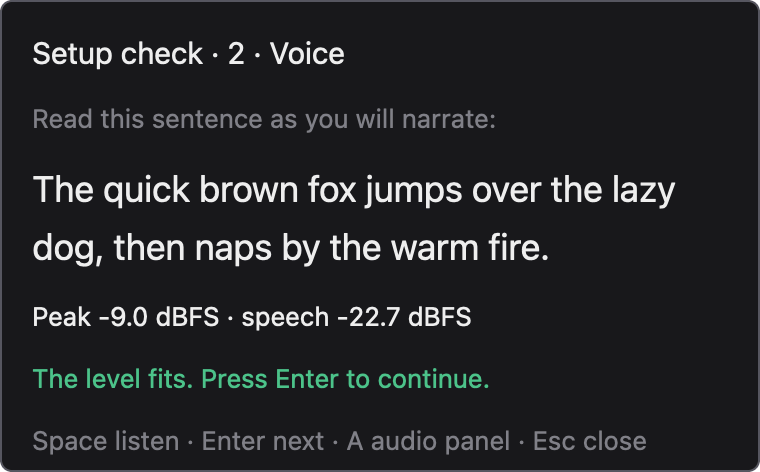 Setup check · 2 · Voice
Read this sentence as you will narrate:
The quick brown fox jumps over the lazy
dog, then naps by the warm fire.
Peak -9.0 dBFS · speech -22.7 dBFS
The level fits. Press Enter to continue.
Space listen · Enter next · A audio panel · Esc close